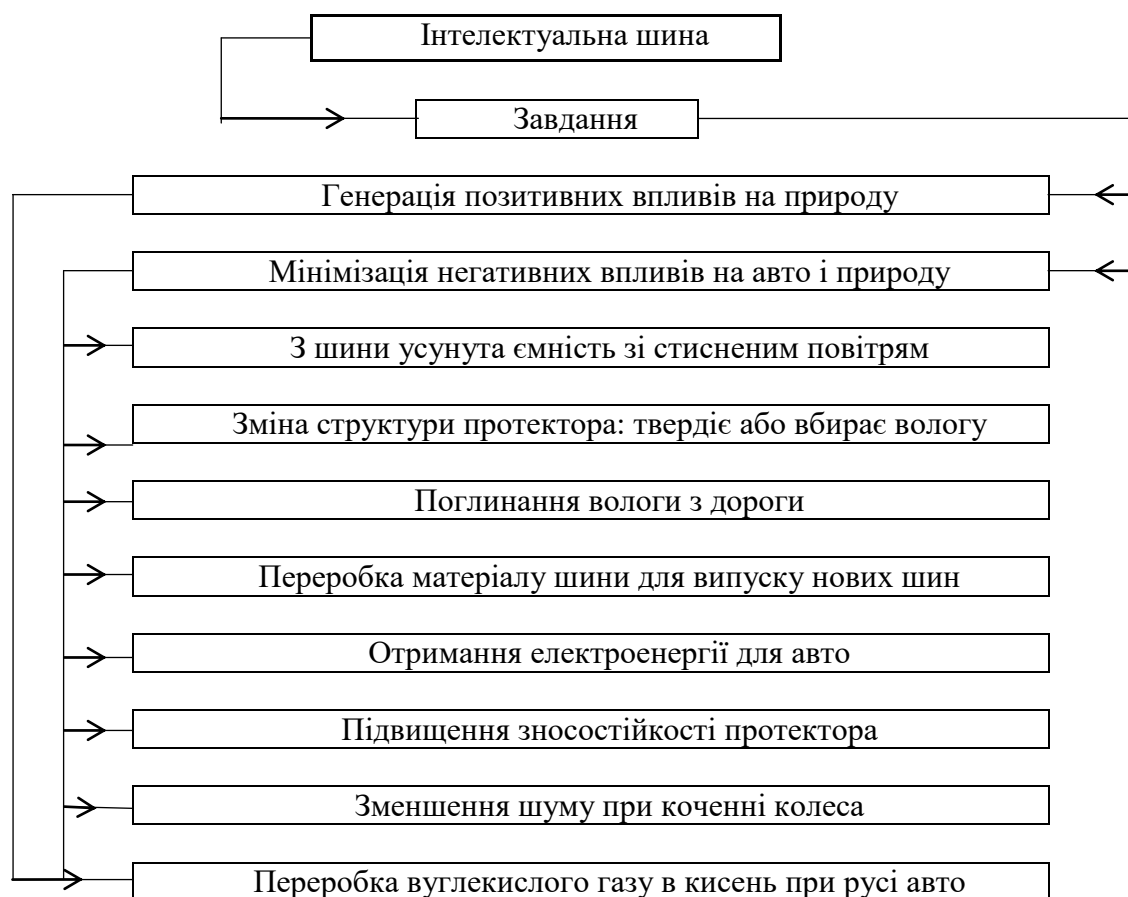 Інтелектуальна шина
Завдання
Генерація позитивних впливів на природу
Мінімізація негативних впливів на авто і природу
З шини усунута ємність зі стисненим повітрям
Зміна структури протектора: твердіє або вбирає вологу
Поглинання вологи з дороги
Переробка матеріалу шини для випуску нових шин
Отримання електроенергії для авто
Підвищення зносостійкості протектора
Зменшення шуму при коченні колеса
Переробка вуглекислого газу в кисень при русі авто